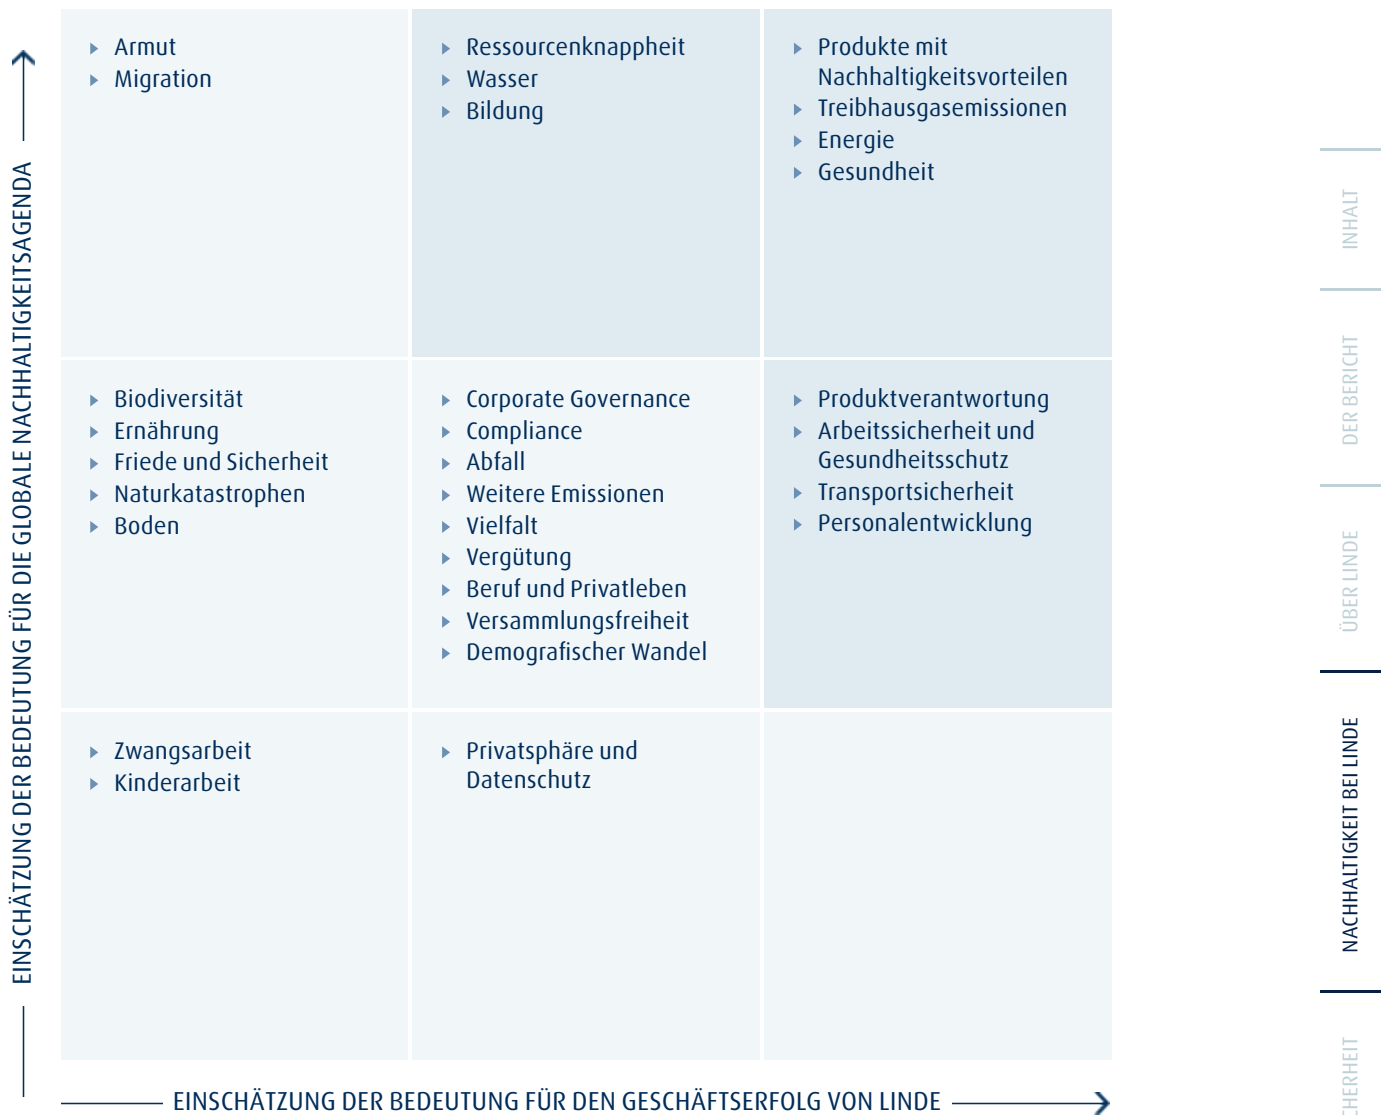 EINSCHÄTZUNG DER BEDEUTUNG FÜR DIE GLOBALE NACHHALTIGKEITSAGENDA
Armut
Migration
Ressourcenknappheit
Wasser
Bildung
Produkte mit
Nachhaltigkeitsvorteilen
Treibhausgasemissionen
Energie
Gesundheit
Biodiversität
Ernährung
Friede und Sicherheit
Naturkatastrophen
Boden
Corporate Governance
Compliance
Abfall
Weitere Emissionen
Vielfalt
Vergütung
Beruf und Privatleben
Versammlungsfreiheit
Demografischer Wandel
Produktverantwortung
Arbeitssicherheit und
Gesundheitsschutz
Transportsicherheit
Personalentwicklung
Zwangsarbeit
Kinderarbeit
Privatsphäre und
Datenschutz
EINSCHÄTZUNG DER BEDEUTUNG FÜR DEN GESCHÄFTSERFOLG VON LINDE
INHALT
DER BERICHT
ÜBER LINDE
NACHHALTIGKEIT BEI LINDE
CHERHEIT